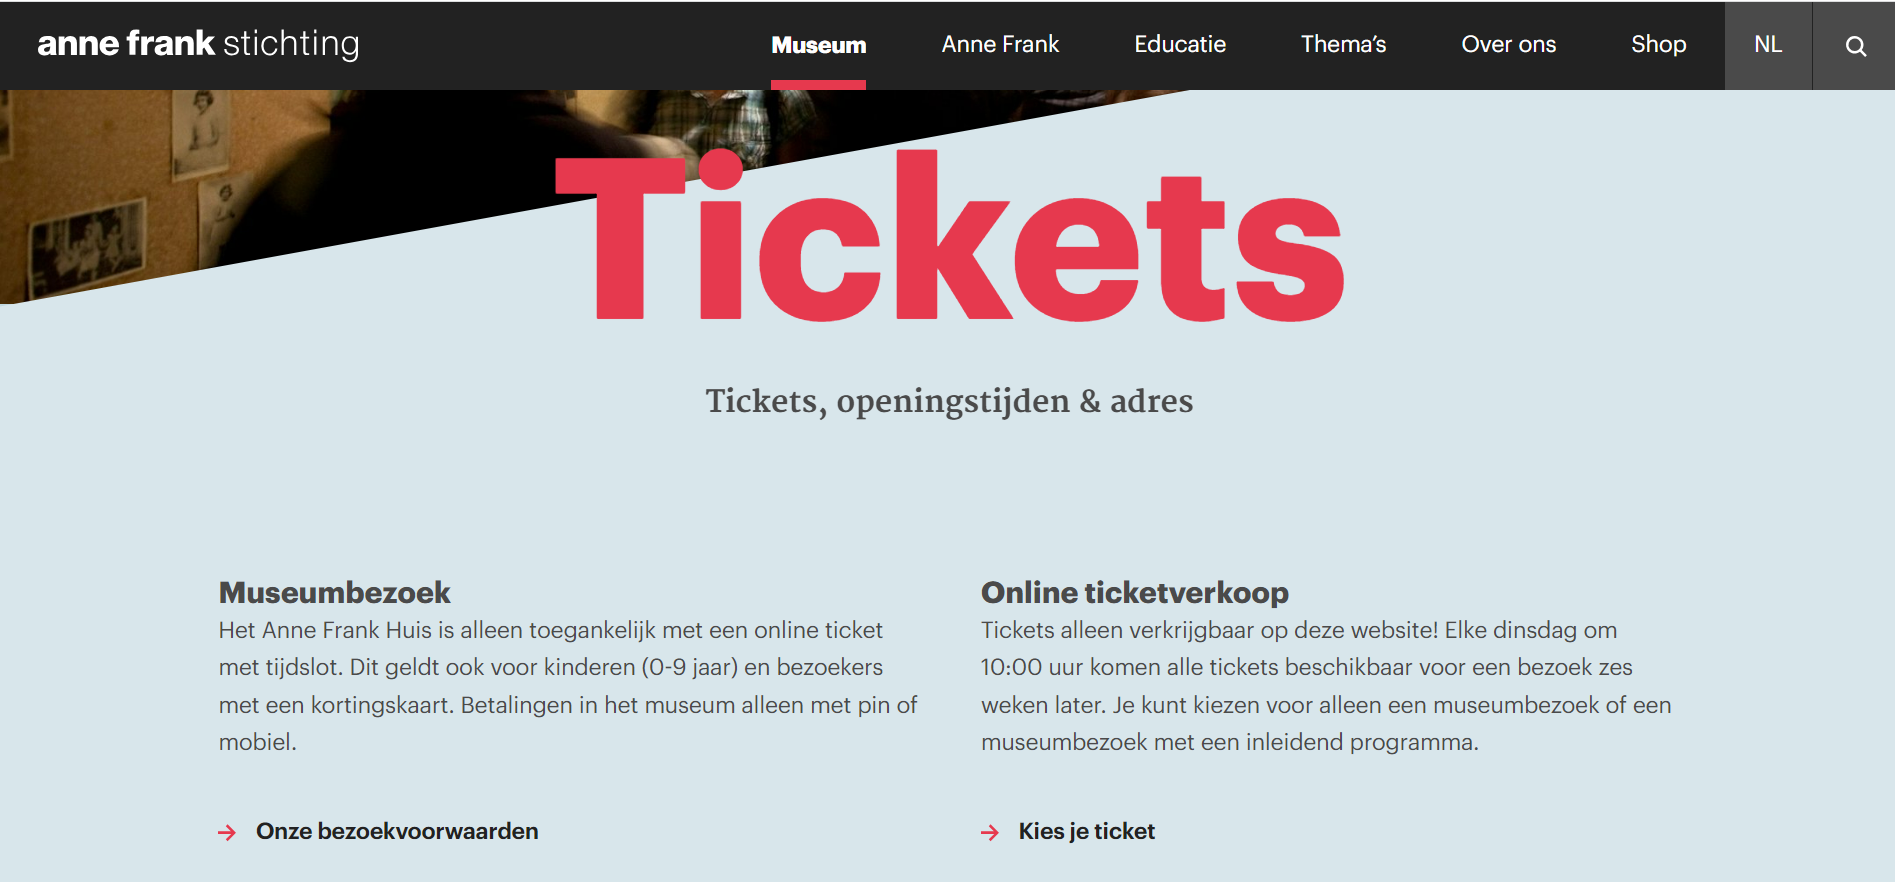 anne frank stichting
Museum
Anne Frank
Educatie
Thema's
Over ons
Shop
NL
Tickets
Tickets, openingstijden & adres
Museumbezoek
Het Anne Frank Huis is alleen toegankelijk met een online ticket
met tijdslot. Dit geldt ook voor kinderen (0-9 jaar) en bezoekers
met een kortingskaart. Betalingen in het museum alleen met pin of
mobiel.
Onze bezoekvoorwaarden
Online ticketverkoop
Tickets alleen verkrijgbaar op deze website! Elke dinsdag om
10:00 uur komen alle tickets beschikbaar voor een bezoek zes
weken later. Je kunt kiezen voor alleen een museumbezoek of een
museumbezoek met een inleidend programma.
Kies je ticket